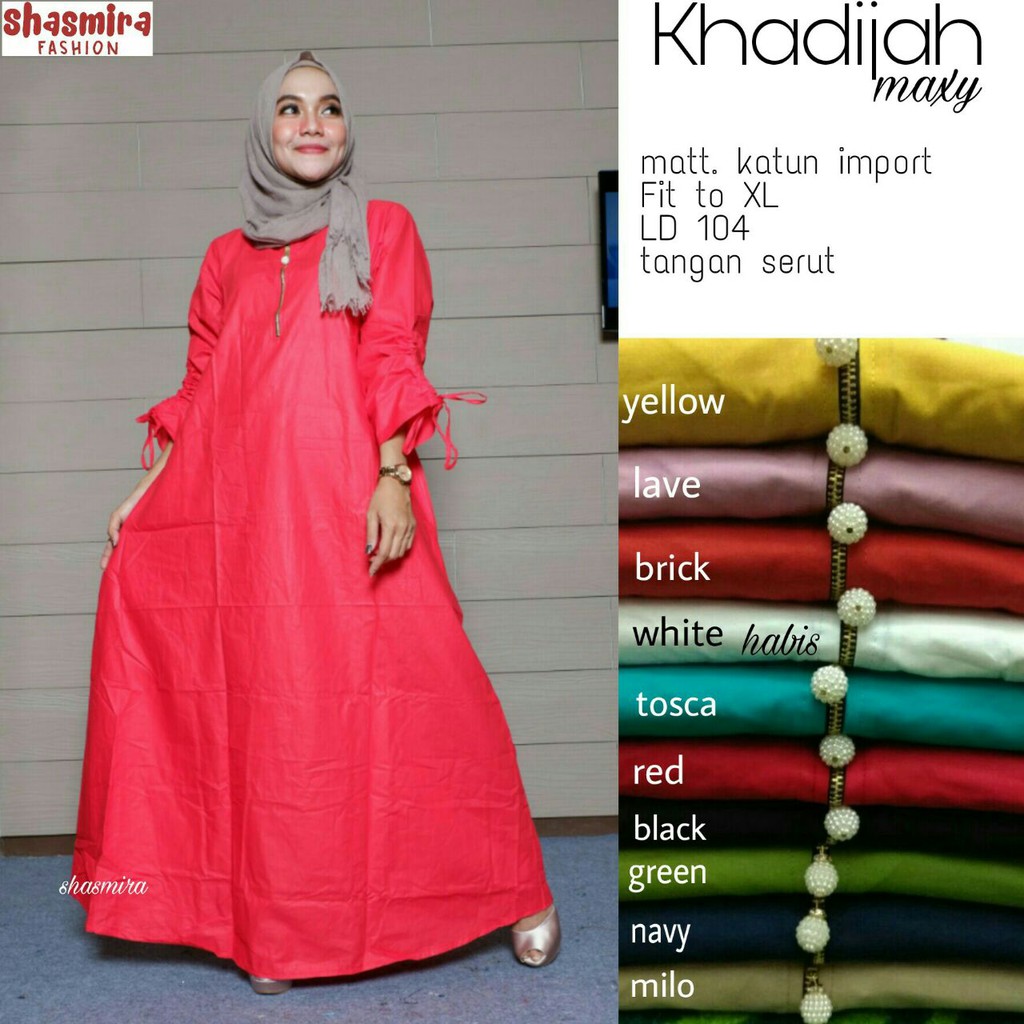 shasmira
FASHION
Khadijah
maxy
matt. katun import
Fit to XL
LD 104
tangan serut
yellow
lave
brick
white habis
tosca
red
black
green
navy
milo
shasmira